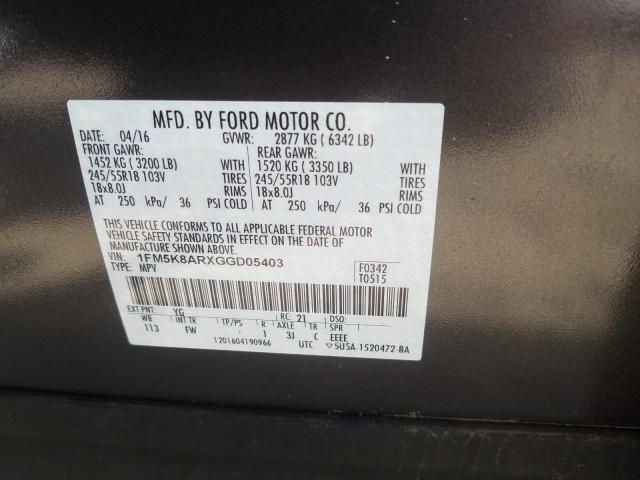 MFD. BY FORD MOTOR CO.
DATE: 04/16 GVWR: 2877 KG ( 6342 LB)
FRONT GAWR: REAR GAWR:
1452 KG ( 3200 LB) WITH 1520 KG ( 3350 LB) WITH
245/55R18 103V TIRES 245/55R18 103V TIRES
18x8.0J RIMS 18x8.0J RIMS
AT 250 kPa/ 36 PSI COLD AT 250 kPa/ 36 PSI COLD
THIS VEHICLE CONFORMS TO ALL APPLICABLE FEDERAL MOTOR
VEHICLE SAFETY STANDARDS IN EFFECT ON THE DATE OF
MANUFACTURE SHOWN ABOVE.
VIN: 1FM5K8ARXGGD05403
TYPE: MPV
F0342
T0515
EXT PNT: YG RC: 21 DSO:
WB INT TR TP/PS R AXLE TR SPR
113 FW 1 3J C EEEE
1201604190966 UTC ▽5U5A-1520472-BA